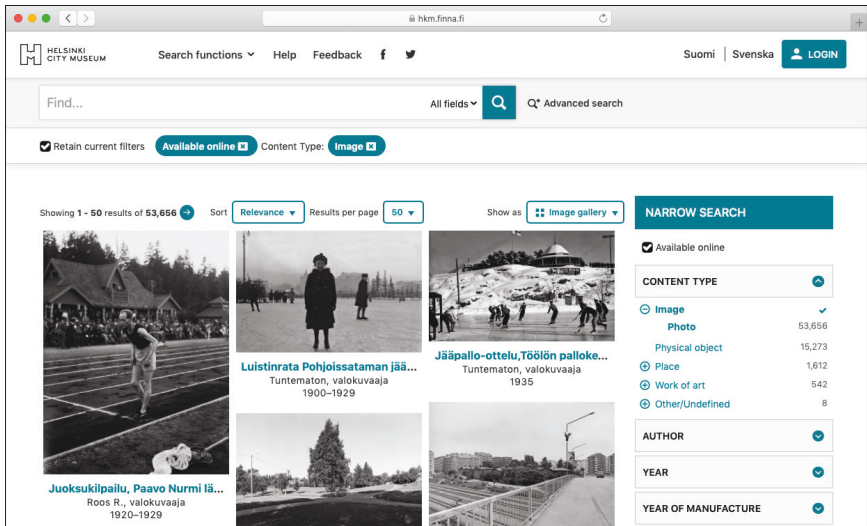 hkm.finna.fi
HELSINKI
CITY MUSEUM
Search functions
Help
Feedback
Suomi | Svenska
LOGIN
Find...
All fields
Advanced search
Retain current filters
Available online
Content Type:
Image
Showing 1 - 50 results of 53,656
Sort
Relevance
Results per page
50
Show as
Image gallery
Juoksukilpailu, Paavo Nurmi lä...
Roos R., valokuvaaja
1920–1929
Luistinrata Pohjoissataman jää...
Tuntematon, valokuvaaja
1900–1929
Jääpallo-ottelu,Töölön palloke...
Tuntematon, valokuvaaja
1935
NARROW SEARCH
Available online
CONTENT TYPE
Image
Photo 53,656
Physical object 15,273
Place 1,612
Work of art 542
Other/Undefined 8
AUTHOR
YEAR
YEAR OF MANUFACTURE